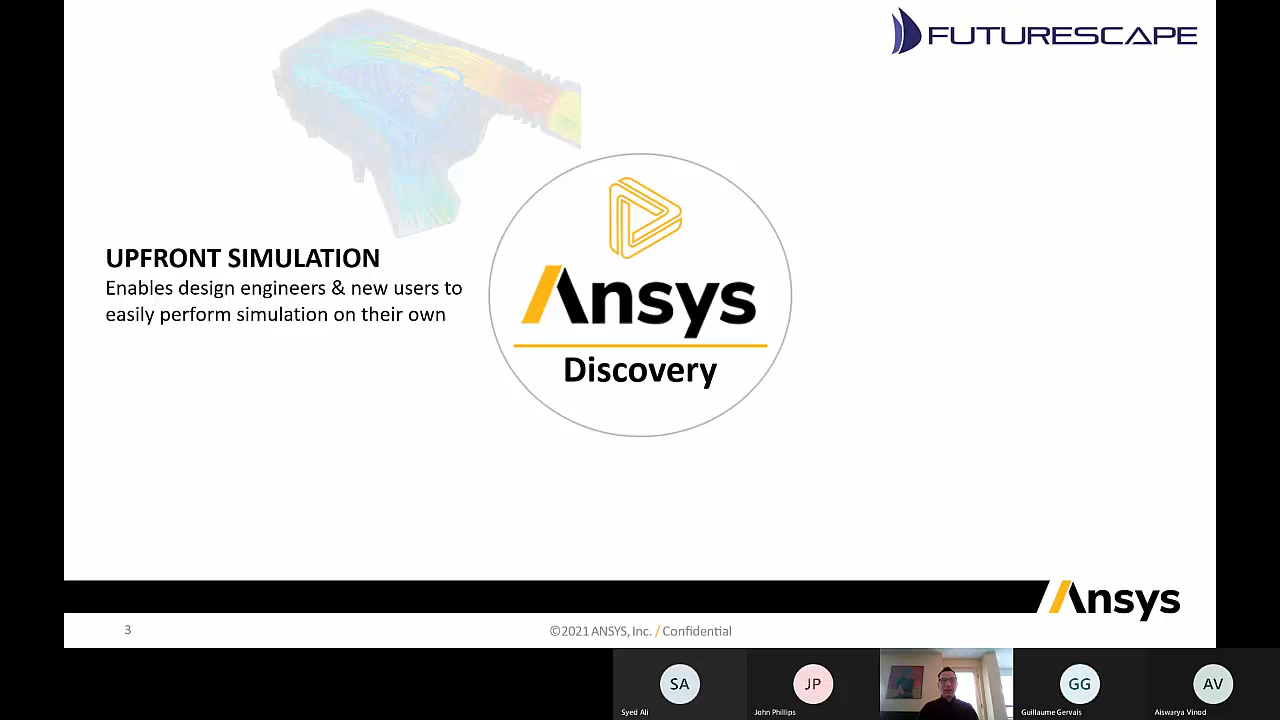 FUTURESCAPE
UPFRONT SIMULATION
Enables design engineers & new users to
easily perform simulation on their own
Ansys
Discovery
Ansys
3
©2021 ANSYS, Inc. / Confidential
SA
JP
GG
AV
Syed Ali
John Phillips
Guillaume Gervais
Aiswarya Vinod